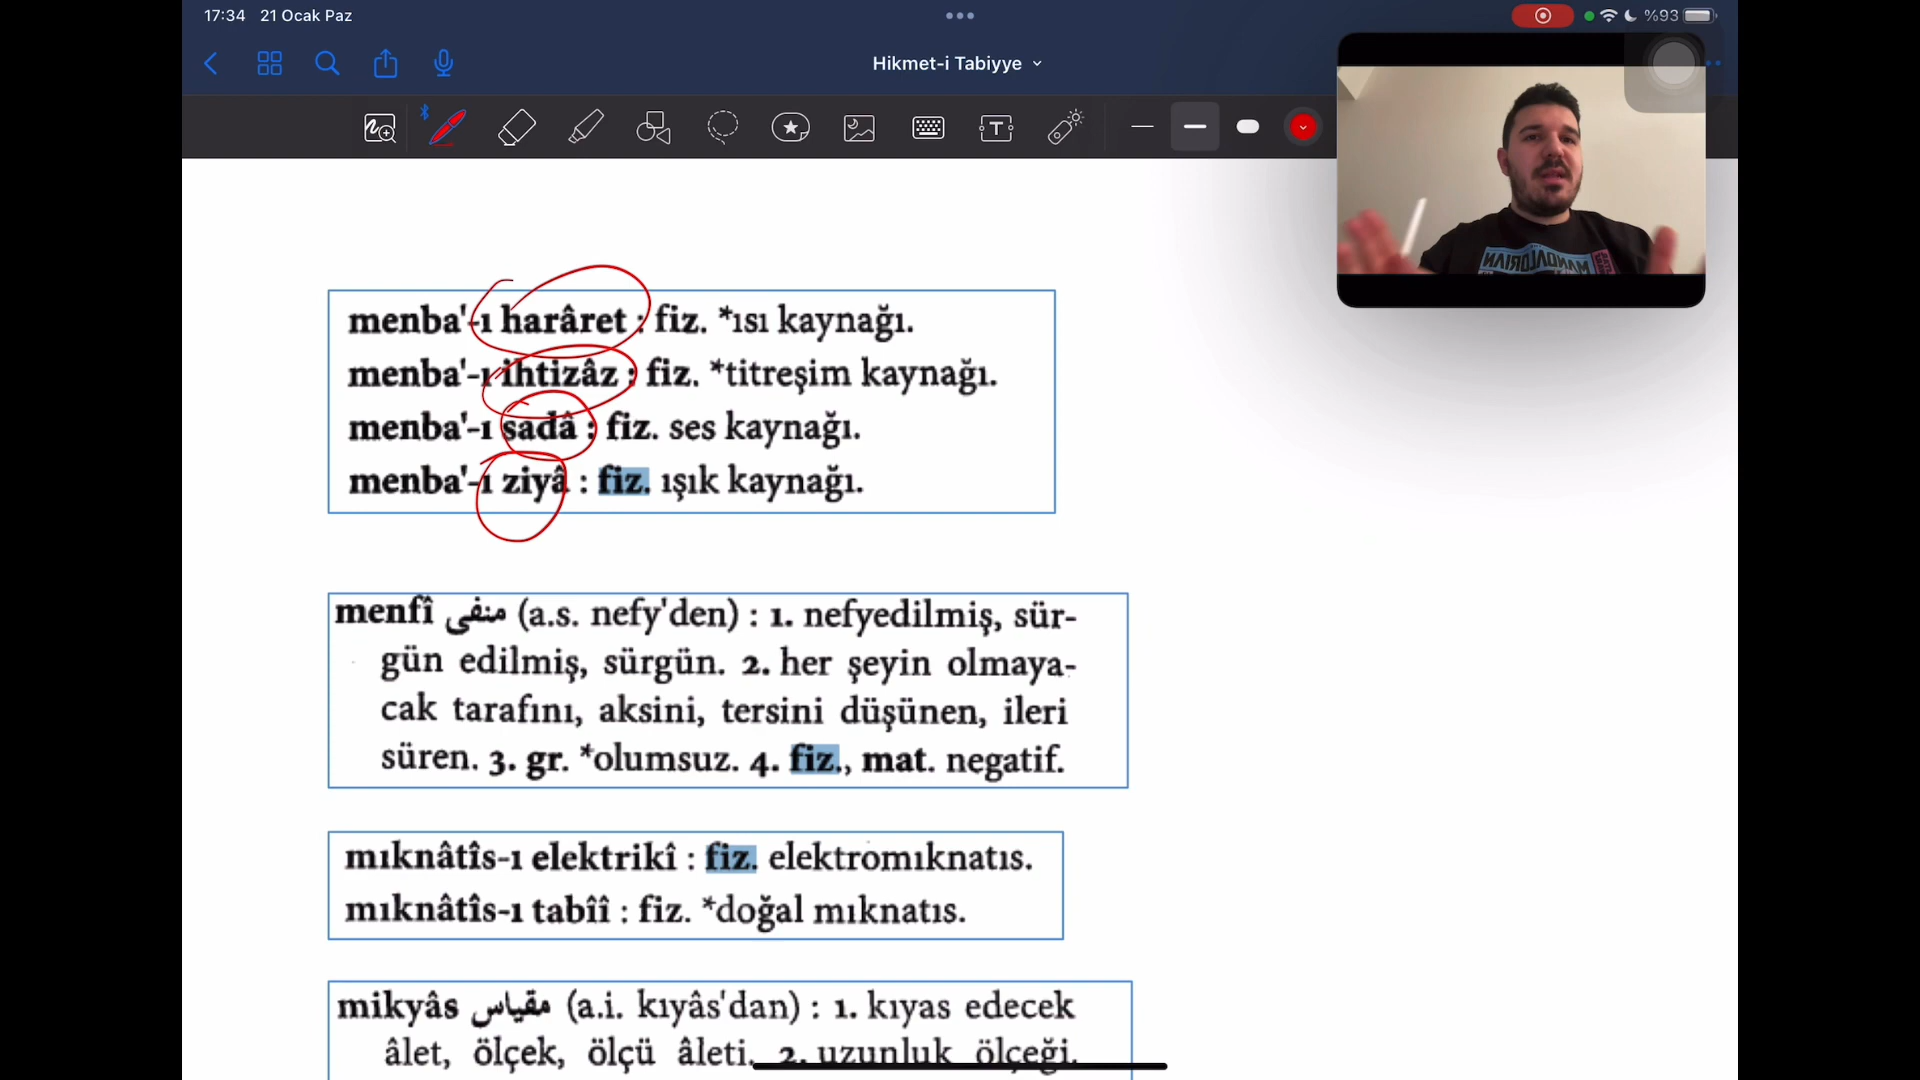 17:34 21 Ocak Paz
%93
Hikmet-i Tabiyye
menba'-ı harâret : fiz. *ısı kaynağı.
menba'-ı ihtizâz : fiz. *titreşim kaynağı.
menba'-ı sadâ : fiz. ses kaynağı.
menba'-ı ziyâ : fiz. ışık kaynağı.
menfî منفى (a.s. nefy'den) : 1. nefyedilmiş, sür-
gün edilmiş, sürgün. 2. her şeyin olmaya-
cak tarafını, aksini, tersini düşünen, ileri
süren. 3. gr. *olumsuz. 4. fiz., mat. negatif.
mıknâtîs-ı elektrikî : fiz. elektromıknatıs.
mıknâtîs-ı tabîî : fiz. *doğal mıknatıs.
mikyâs مقياس (a.i. kıyâs'dan) : 1. kıyas edecek
âlet, ölçek, ölçü âleti. 2. uzunluk ölçeği.